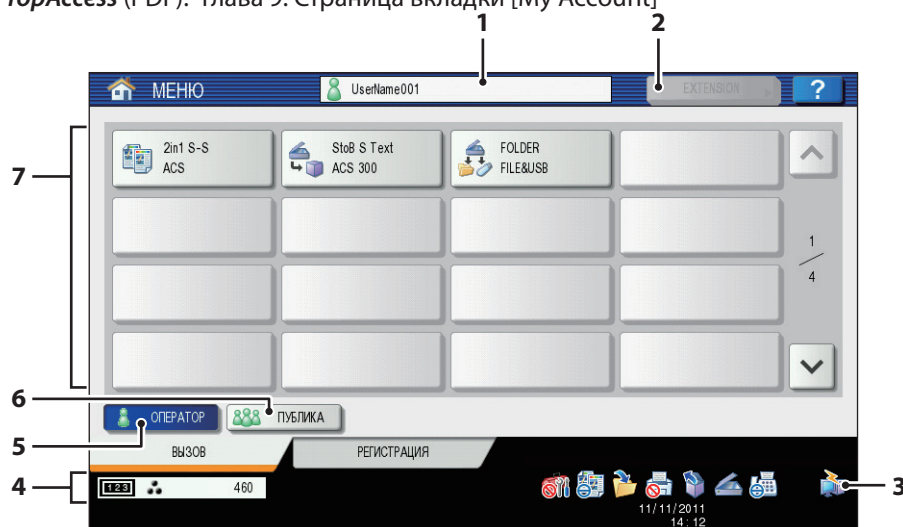 TopAccess (PDF): "Глава 9: Страница вкладки [My Account]"
1
2
МЕНЮ
UserName001
EXTENSION
?
7
2in1 S-S
ACS
StoB S Text
ACS 300
FOLDER
FILE&USB
1
4
6
ОПЕРАТОР
ПУБЛИКА
5
ВЫЗОВ
РЕГИСТРАЦИЯ
4
123
460
3
11/11/2011
14:12